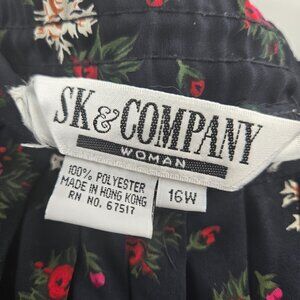 SK & COMPANY
WOMAN
100% POLYESTER
MADE IN HONG KONG
RN NO. 67517
16W